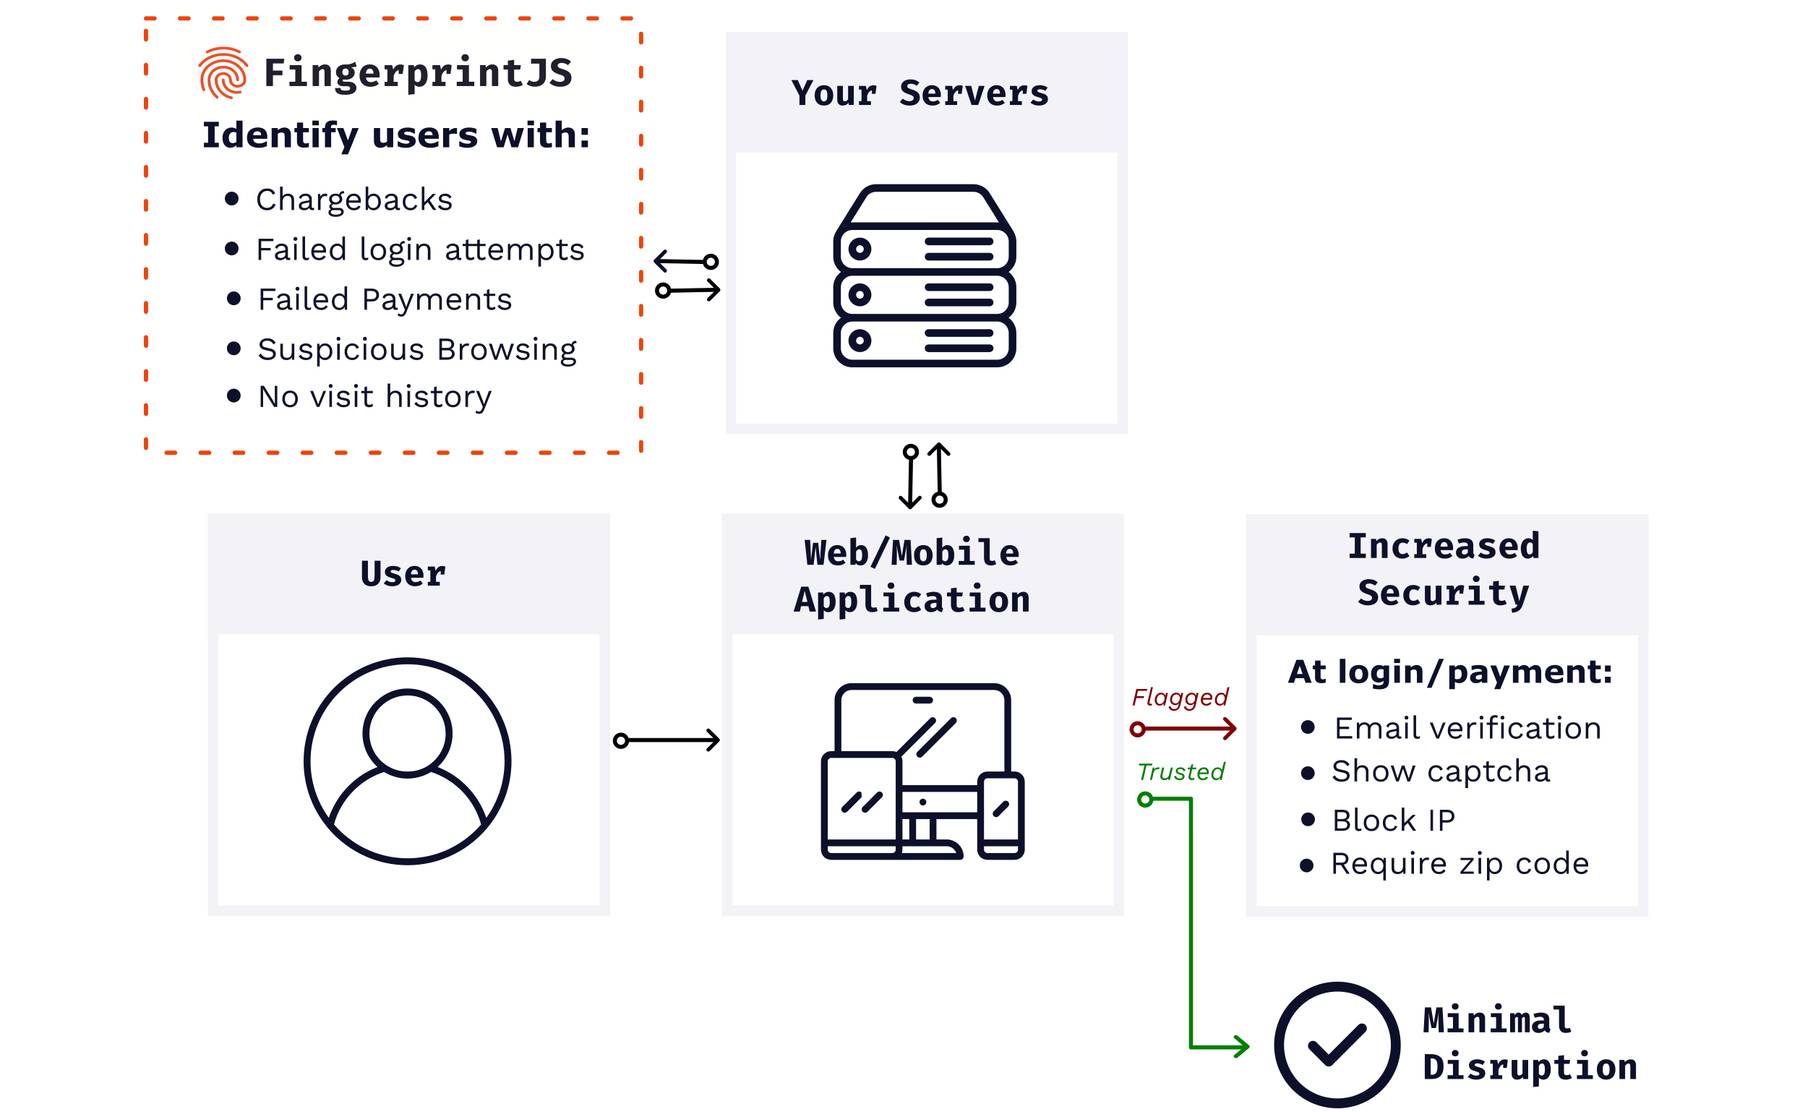 FingerprintJS
Identify users with:
Chargebacks
Failed login attempts
Failed Payments
Suspicious Browsing
No visit history
Your Servers
User
Web/Mobile
Application
Flagged
Trusted
Increased
Security
At login/payment:
Email verification
Show captcha
Block IP
Require zip code
Minimal
Disruption